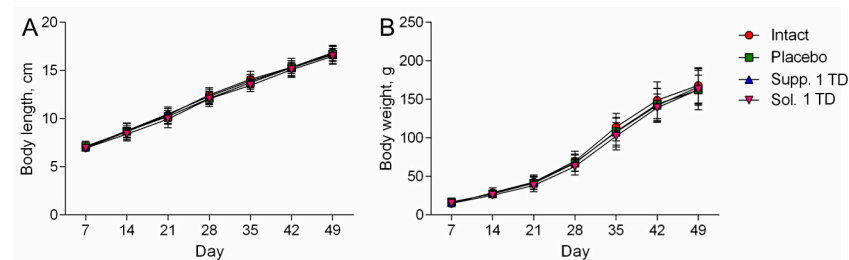 A
Body length, cm
20
15
10
5
0
7 14 21 28 35 42 49
Day
B
Body weight, g
250
200
150
100
50
0
7 14 21 28 35 42 49
Day
Intact
Placebo
Supp. 1 TD
Sol. 1 TD